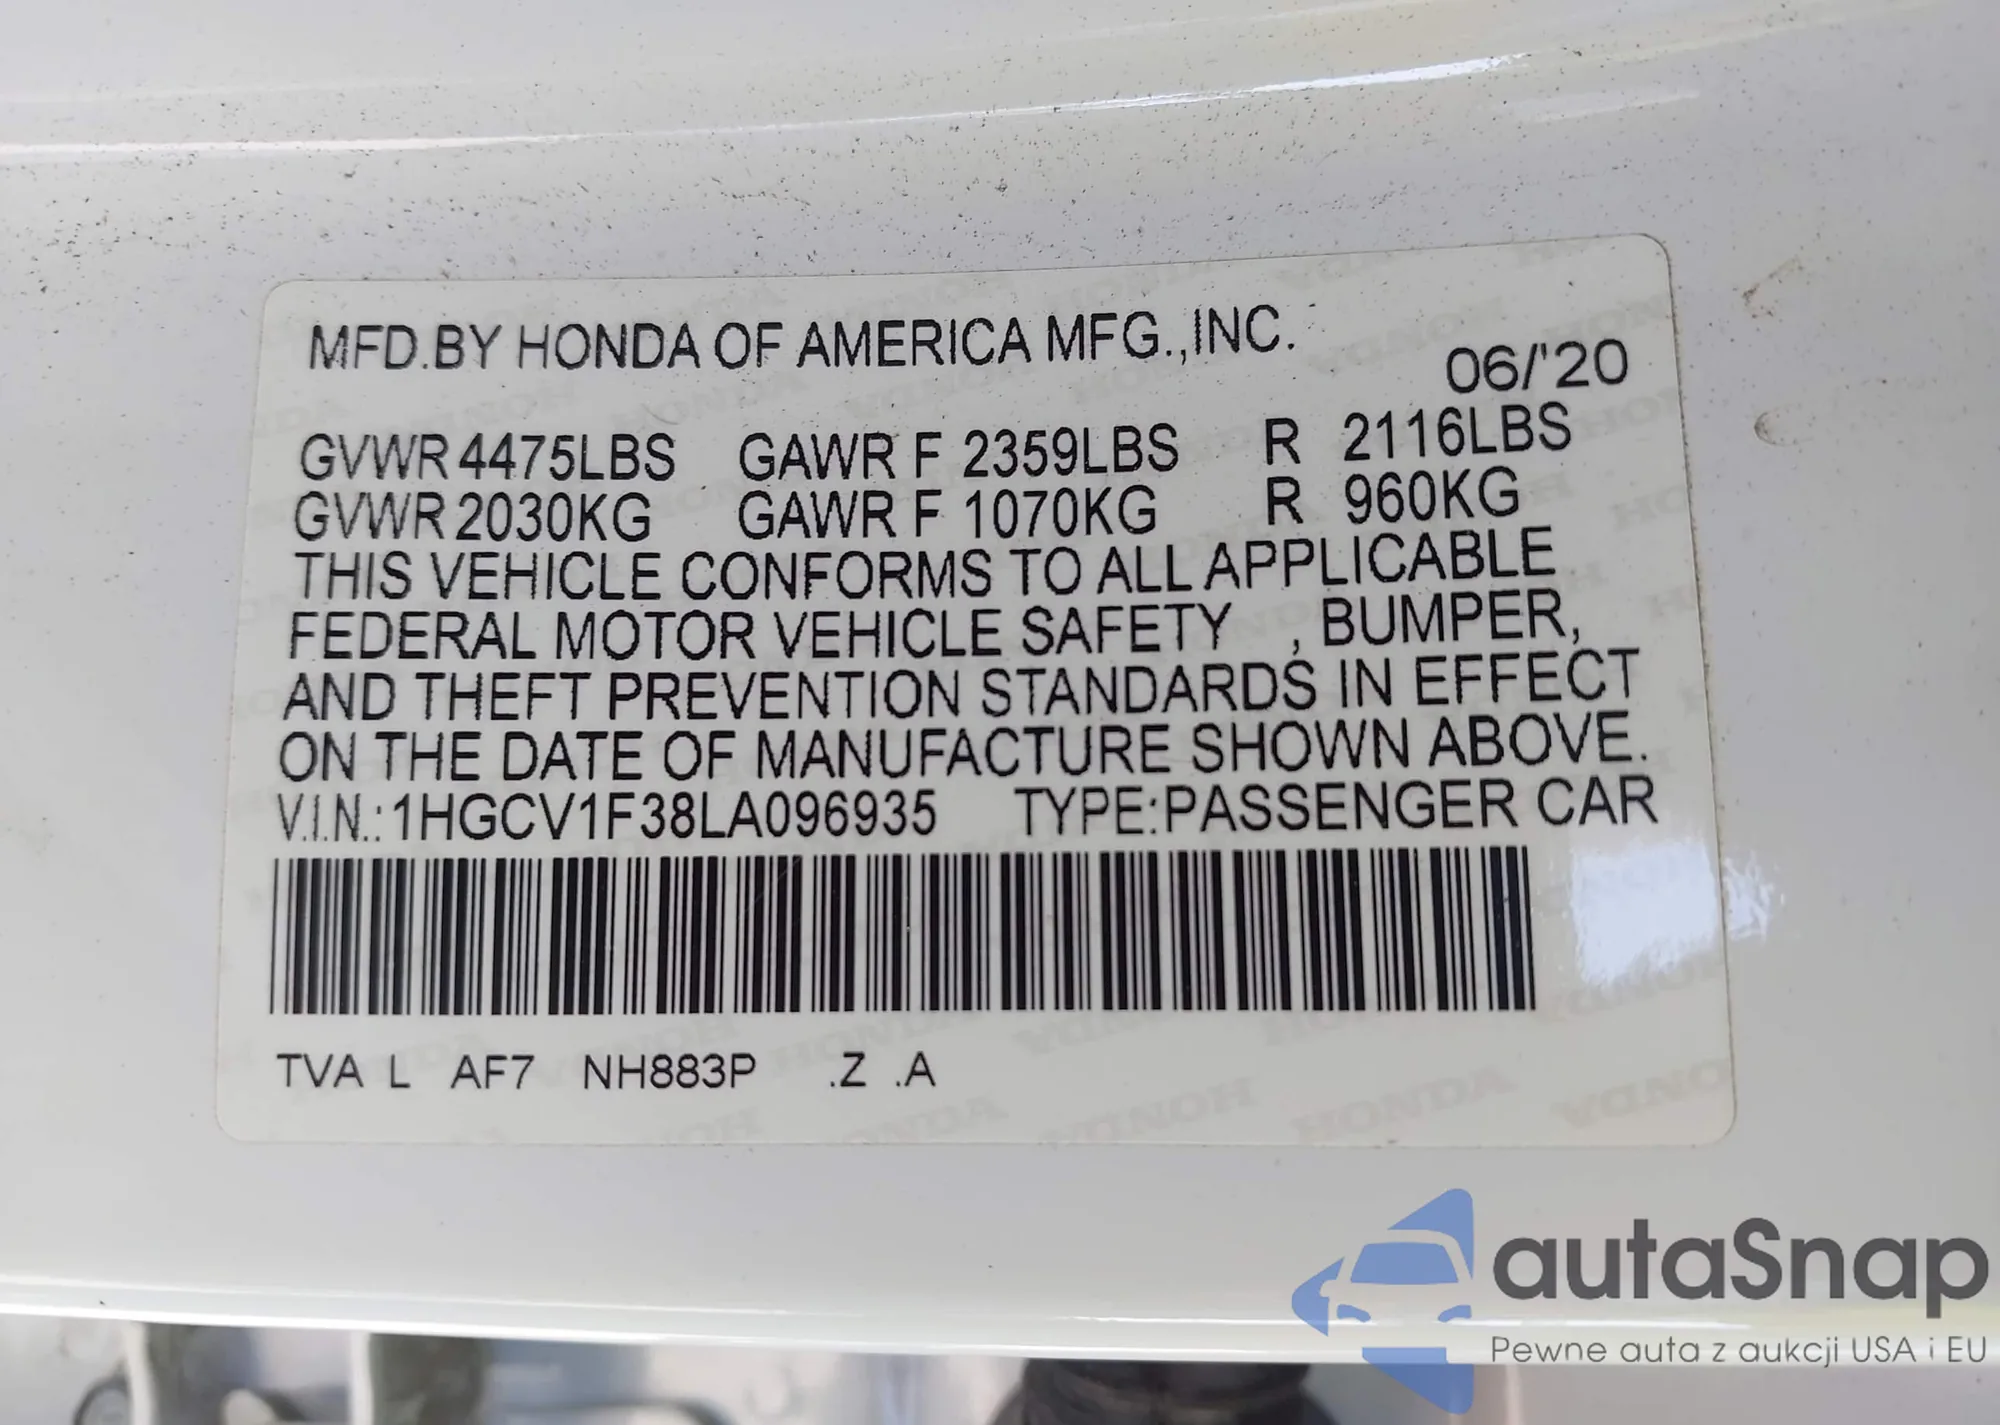 MFD.BY HONDA OF AMERICA MFG.,INC.
06/'20
GVWR 4475LBS GAWR F 2359LBS R 2116LBS
GVWR 2030KG GAWR F 1070KG R 960KG
THIS VEHICLE CONFORMS TO ALL APPLICABLE
FEDERAL MOTOR VEHICLE SAFETY , BUMPER,
AND THEFT PREVENTION STANDARDS IN EFFECT
ON THE DATE OF MANUFACTURE SHOWN ABOVE.
V.I.N.:1HGCV1F38LA096935 TYPE:PASSENGER CAR
TVA L AF7 NH883P .Z .A
autaSnap
Pewne auta z aukcji USA i EU